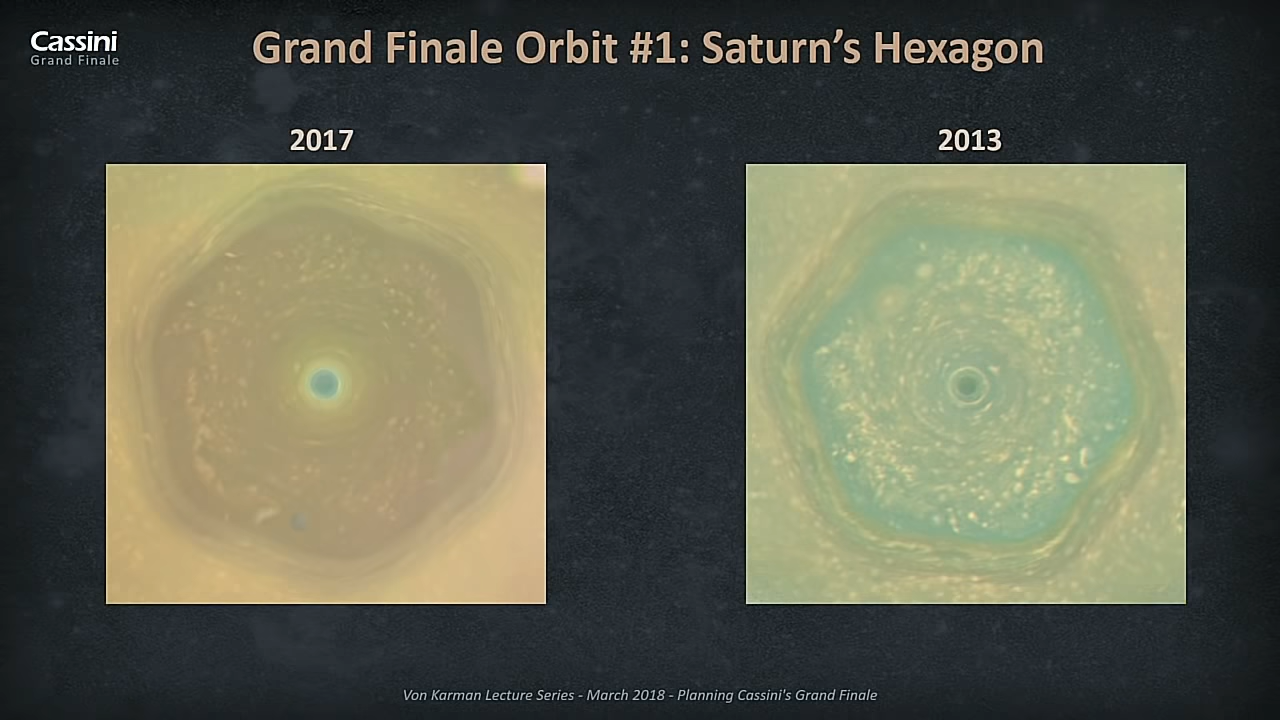 Cassini
Grand Finale
Grand Finale Orbit #1: Saturn’s Hexagon
2017
2013
Von Karman Lecture Series - March 2018 - Planning Cassini's Grand Finale